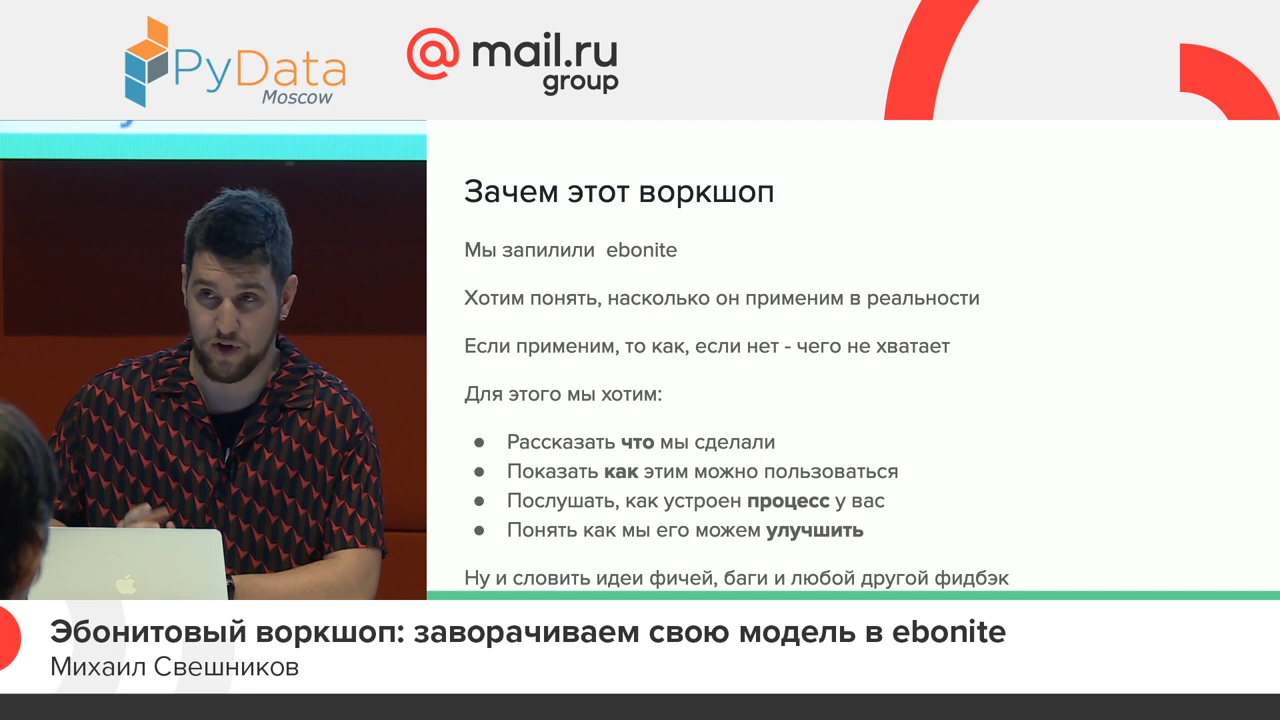 PyData
Moscow
@mail.ru
group
Зачем этот воркшоп
Мы запилили ebonite
Хотим понять, насколько он применим в реальности
Если применим, то как, если нет - чего не хватает
Для этого мы хотим:
● Рассказать что мы сделали
● Показать как этим можно пользоваться
● Послушать, как устроен процесс у вас
● Понять как мы его можем улучшить
Ну и словить идеи фичей, баги и любой другой фидбэк
Эбонитовый воркшоп: заворачиваем свою модель в ebonite
Михаил Свешников